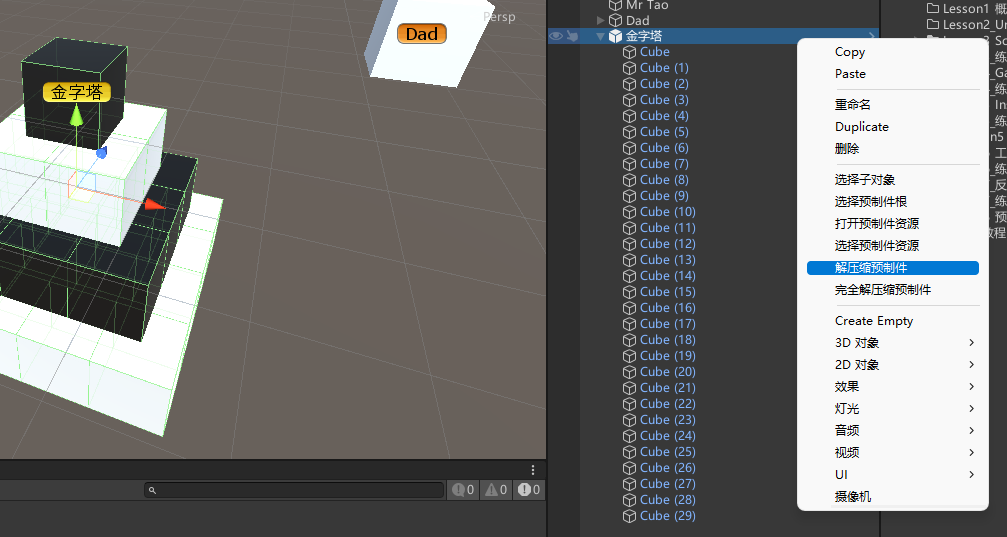 Persp
Dad
金字塔
0
0
0
Mr Tao
Dad
金字塔
Cube
Cube (1)
Cube (2)
Cube (3)
Cube (4)
Cube (5)
Cube (6)
Cube (7)
Cube (8)
Cube (9)
Cube (10)
Cube (11)
Cube (12)
Cube (13)
Cube (14)
Cube (15)
Cube (16)
Cube (17)
Cube (18)
Cube (19)
Cube (20)
Cube (21)
Cube (22)
Cube (23)
Cube (24)
Cube (25)
Cube (26)
Cube (27)
Cube (28)
Cube (29)
Copy
Paste
重命名
Duplicate
删除
选择子对象
选择预制件根
打开预制件资源
选择预制件资源
解压缩预制件
完全解压缩预制件
Create Empty
3D 对象
2D 对象
效果
灯光
音频
视频
UI
摄像机
Lesson1 概
Lesson2_Un